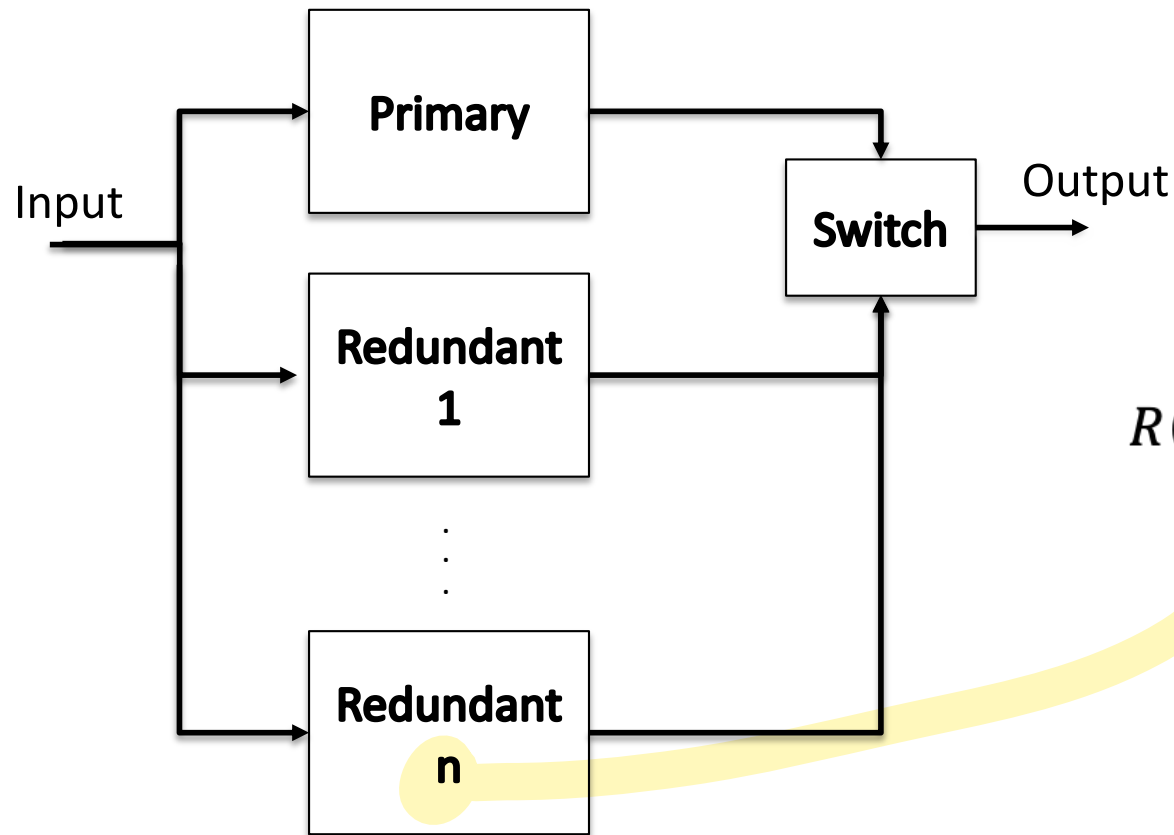 Primary
Input
Output
Switch
Redundant
1
R(
.
.
.
Redundant
n